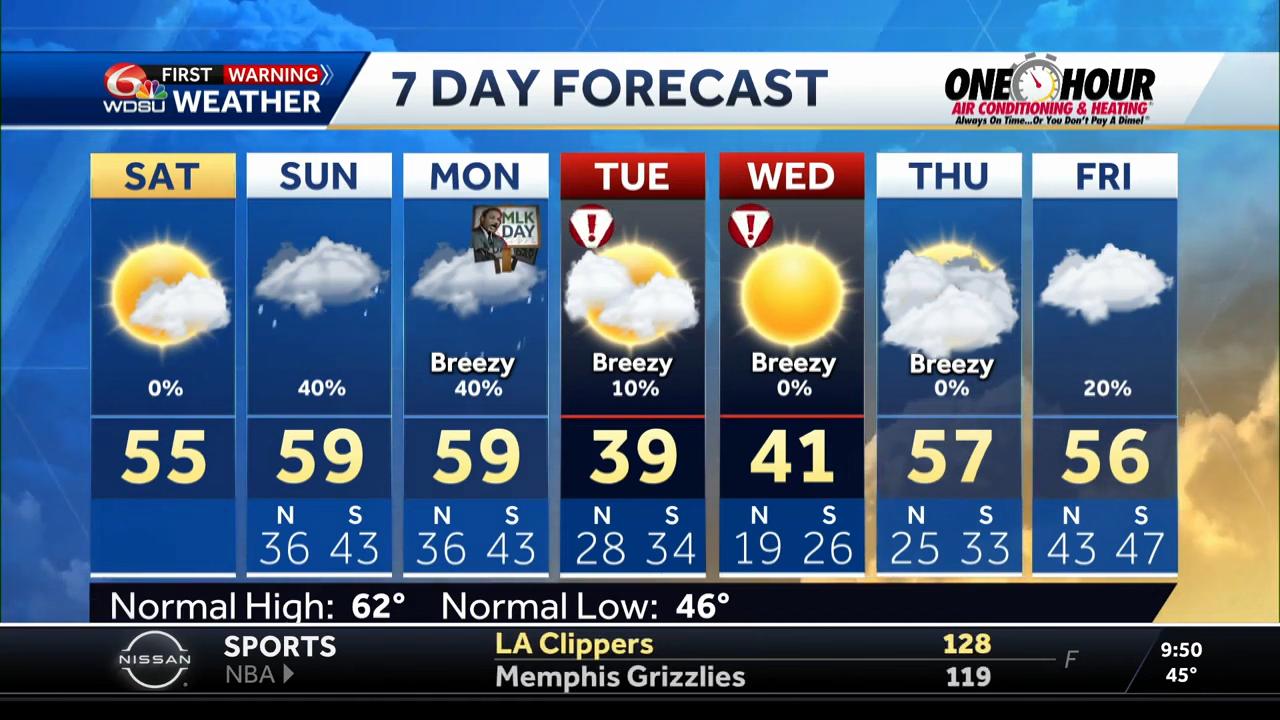 6
WDSU
FIRST WARNING
WEATHER
7 DAY FORECAST
ONE HOUR
AIR CONDITIONING & HEATING
Always On Time...Or You Don't Pay A Dime!
SAT SUN MON TUE WED THU FRI
MLK
DAY
! !
Breezy Breezy Breezy Breezy
0% 40% 40% 10% 0% 0% 20%
55 59 59 39 41 57 56
N S N S N S N S N S N S
36 43 36 43 28 34 19 26 25 33 43 47
Normal High: 62° Normal Low: 46°
NISSAN
SPORTS
NBA
LA Clippers 128
Memphis Grizzlies 119
F
9:50
45°